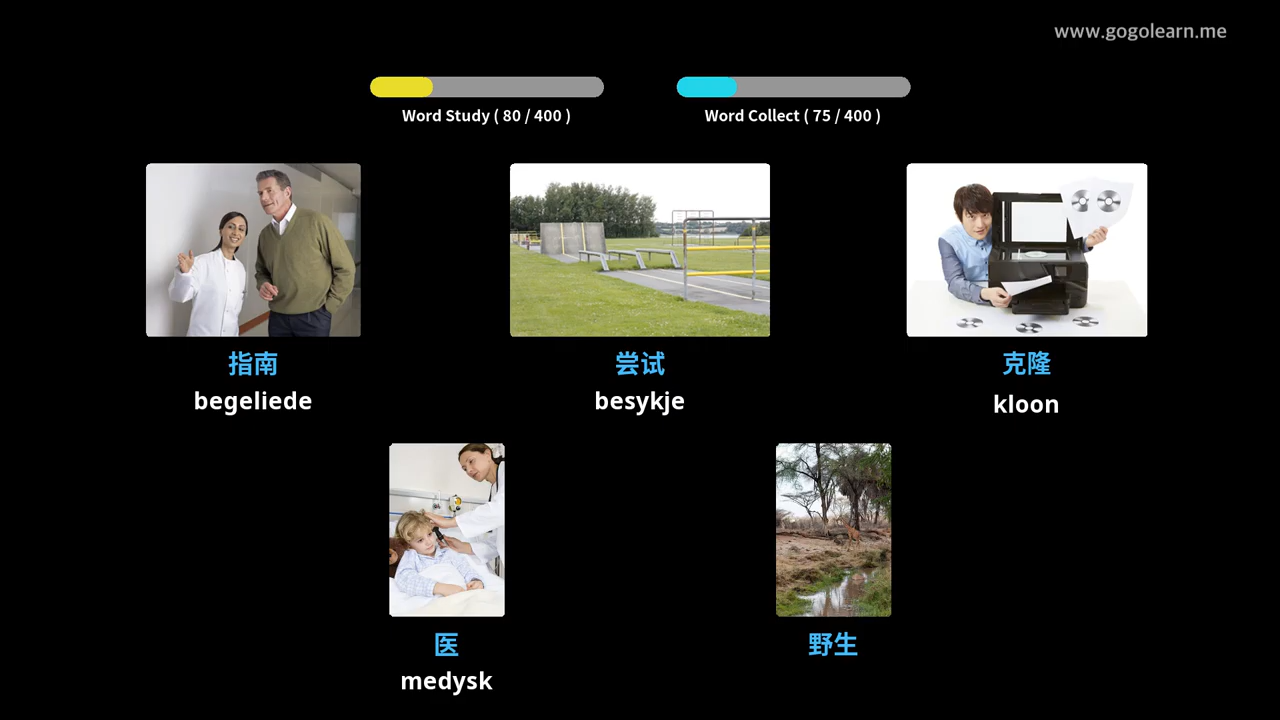 www.gogolearn.me
Word Study ( 80 / 400 )
Word Collect ( 75 / 400 )
指南
begeliede
尝试
besykje
克隆
kloon
医
medysk
野生